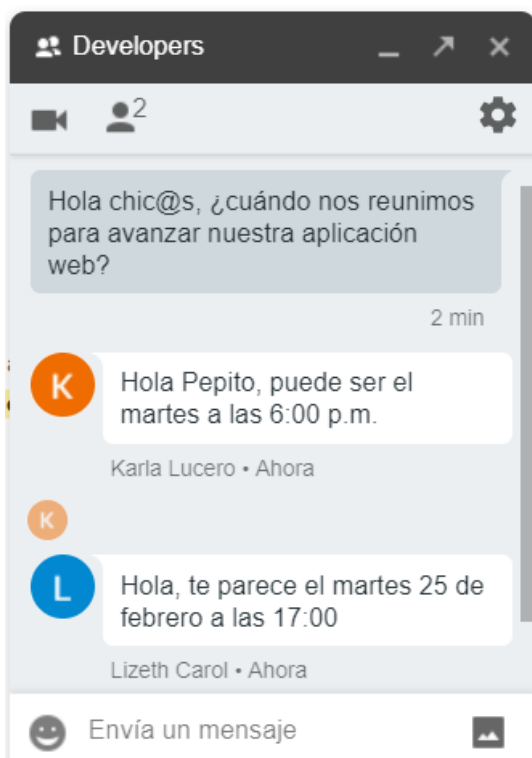 Developers
2
Hola chic@s, ¿cuándo nos reunimos
para avanzar nuestra aplicación
web?
2 min
K
Hola Pepito, puede ser el
martes a las 6:00 p.m.
Karla Lucero • Ahora
K
L
Hola, te parece el martes 25 de
febrero a las 17:00
Lizeth Carol • Ahora
Envía un mensaje